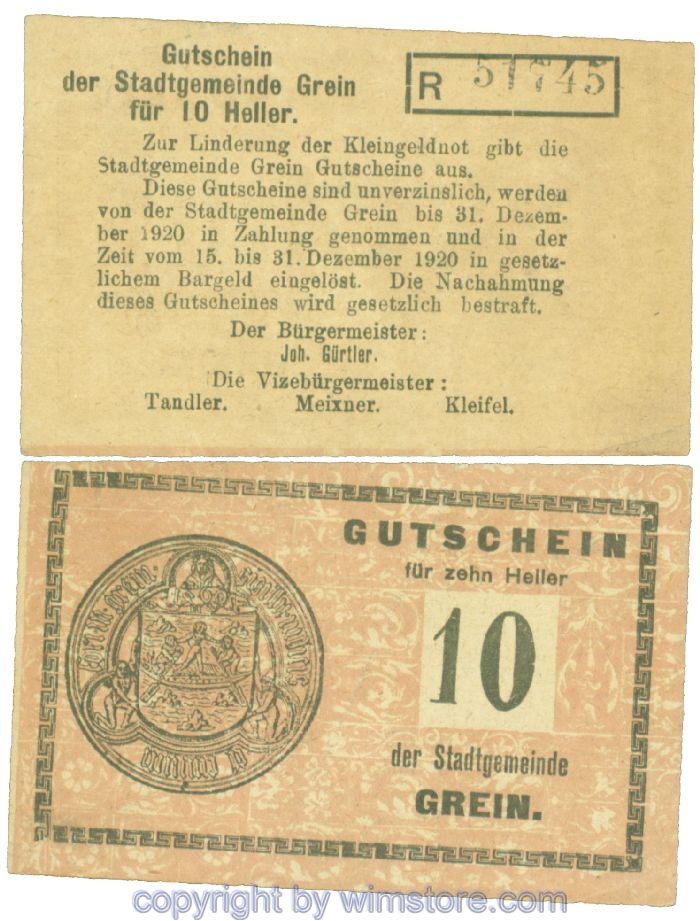 Gutschein
der Stadtgemeinde Grein
für 10 Heller.
R 51745
Zur Linderung der Kleingeldnot gibt die
Stadtgemeinde Grein Gutscheine aus.
Diese Gutscheine sind unverzinslich, werden
von der Stadtgemeinde Grein bis 31. Dezem-
ber 1920 in Zahlung genommen und in der
Zeit vom 15. bis 31. Dezember 1920 in gesetz-
lichem Bargeld eingelöst. Die Nachahmung
dieses Gutscheines wird gesetzlich bestraft.
Der Bürgermeister:
Joh. Gürtler.
Die Vizebürgermeister:
Tandler. Meixner. Kleifel.
GUTSCHEIN
für zehn Heller
10
der Stadtgemeinde
GREIN.
copyright by wimstore.com